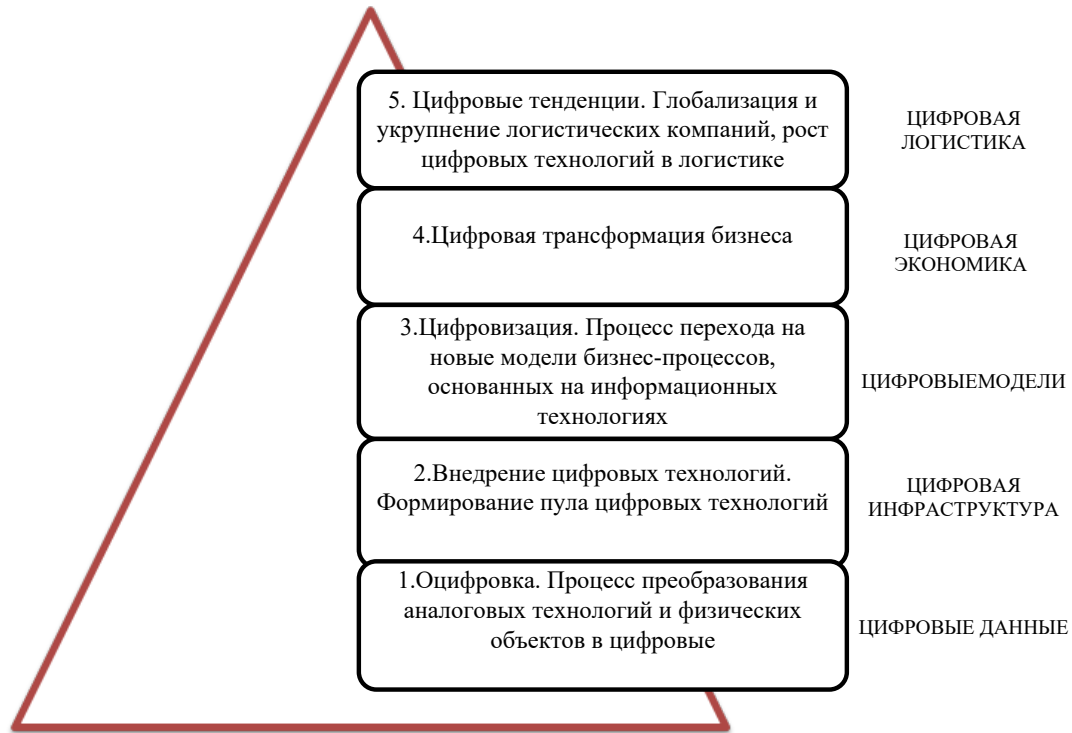 5. Цифровые тенденции. Глобализация и
укрупнение логистических компаний, рост
цифровых технологий в логистике
ЦИФРОВАЯ
ЛОГИСТИКА
4.Цифровая трансформация бизнеса
ЦИФРОВАЯ
ЭКОНОМИКА
3.Цифровизация. Процесс перехода на
новые модели бизнес-процессов,
основанных на информационных
технологиях
ЦИФРОВЫЕМОДЕЛИ
2.Внедрение цифровых технологий.
Формирование пула цифровых технологий
ЦИФРОВАЯ
ИНФРАСТРУКТУРА
1.Оцифровка. Процесс преобразования
аналоговых технологий и физических
объектов в цифровые
ЦИФРОВЫЕ ДАННЫЕ